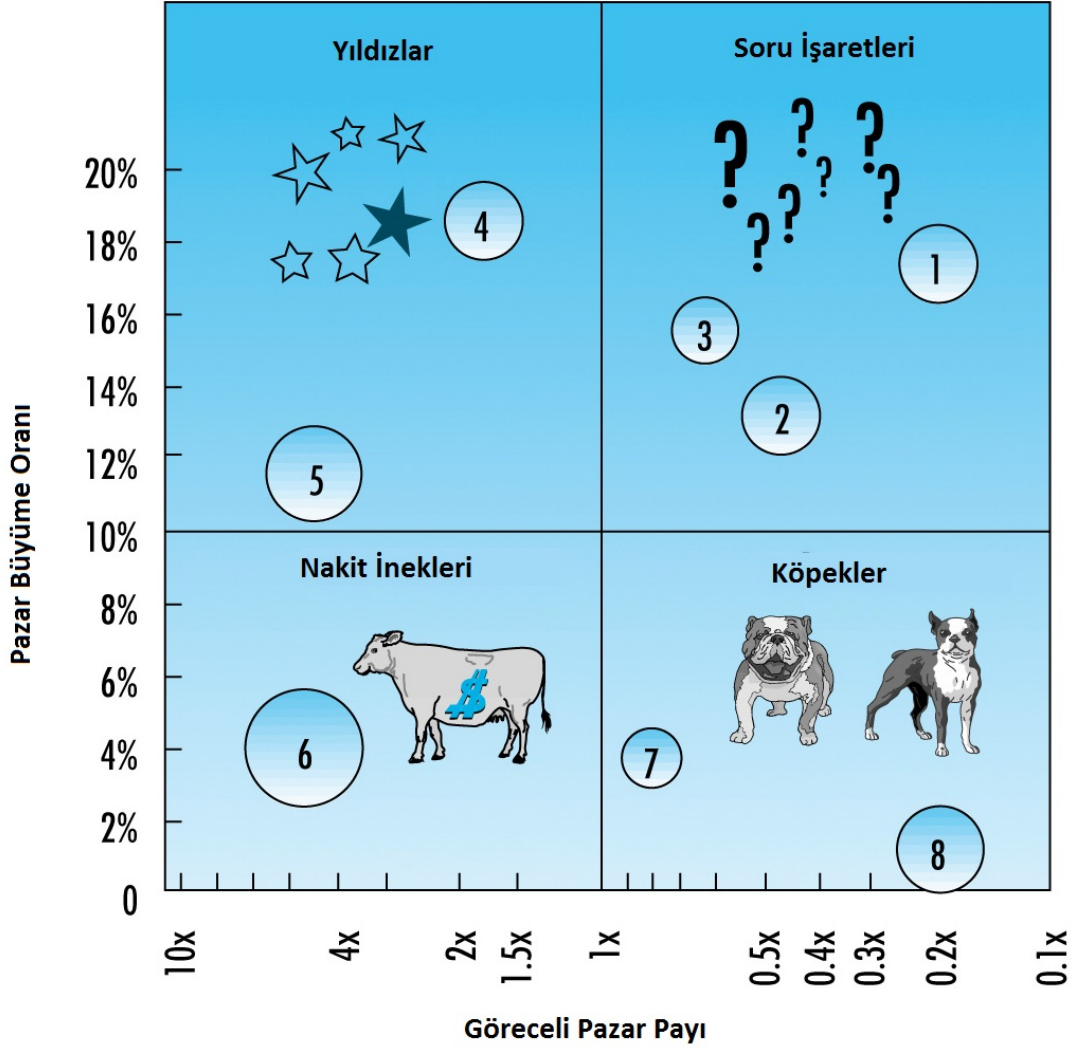 Yıldızlar
Soru İşaretleri
? ? ? ? ? ? ?
20%
18%
16%
14%
12%
10%
8%
6%
4%
2%
0
4
1
3
2
5
Nakit İnekleri
Köpekler
$
6
7
8
10x
4x
2x
1.5x
1x
0.5x
0.4x
0.3x
0.2x
0.1x
Pazar Büyüme Oranı
Göreceli Pazar Payı